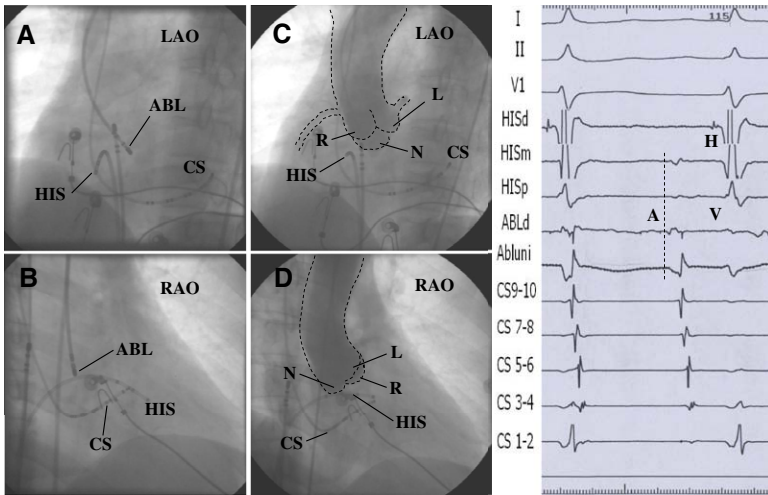 A
LAO
ABL
HIS
CS
B
RAO
ABL
HIS
CS
C
LAO
L
R
N
HIS
CS
D
RAO
L
N
R
HIS
CS
115
I
II
V1
HISd
H
HISm
HISp
A
V
ABLd
Abluni
CS9-10
CS 7-8
CS 5-6
CS 3-4
CS 1-2